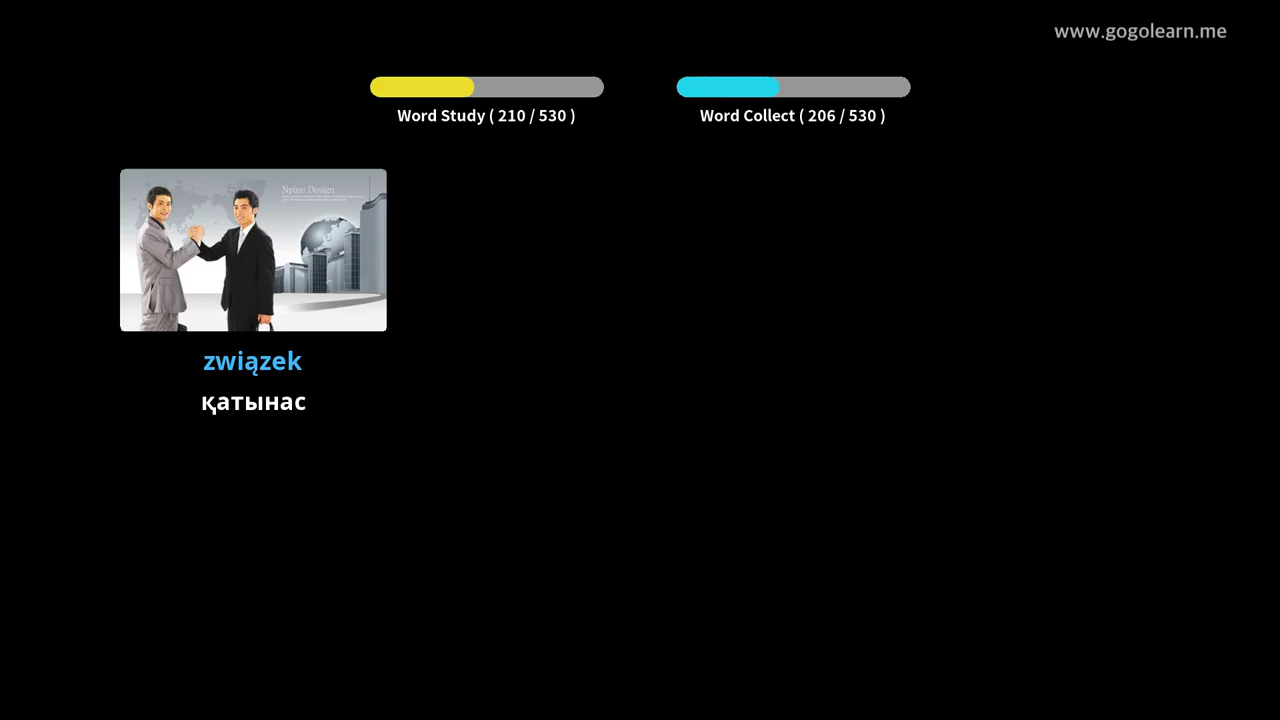 www.gogolearn.me
Word Study ( 210 / 530 )
Word Collect ( 206 / 530 )
Npine Design
związek
қатынас